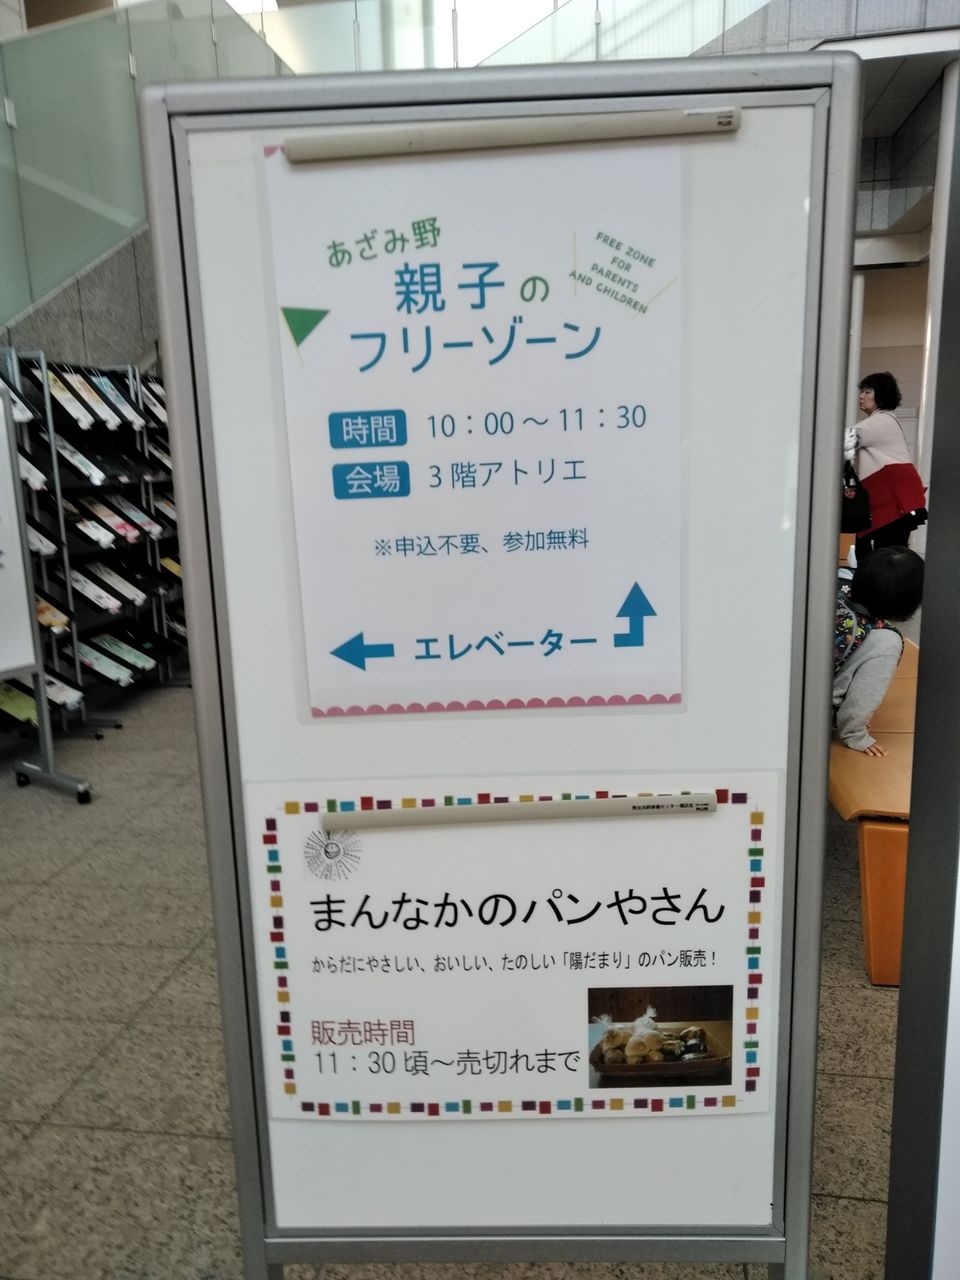 あざみ野
親子の
フリーゾーン
FREE ZONE
FOR
PARENTS
AND CHILDREN
時間 10：00～11：30
会場 3階アトリエ
※申込不要、参加無料
エレベーター
PLUS
まんなかのパンやさん
からだにやさしい、おいしい、たのしい「陽だまり」のパン販売！
販売時間
11：30頃～売切れまで